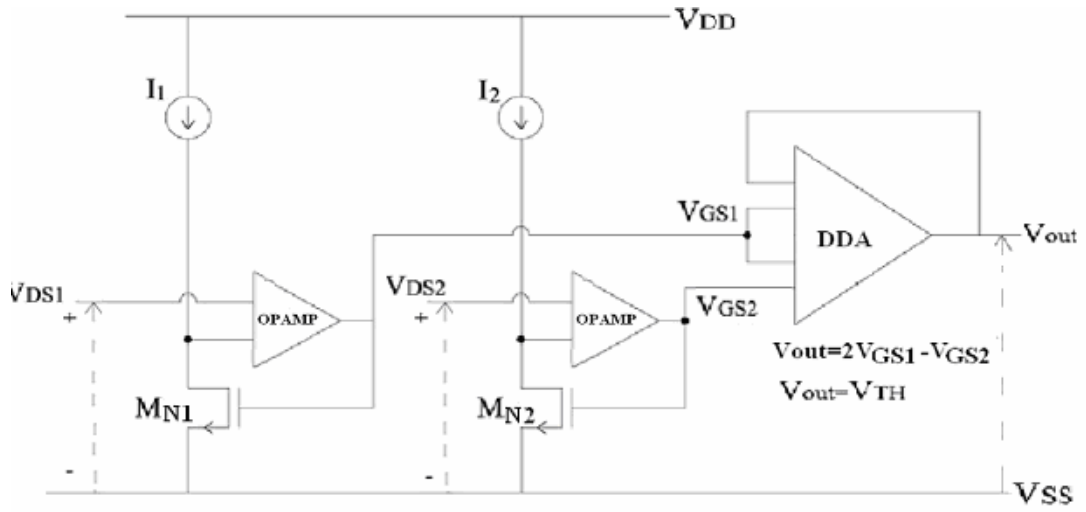 VDD
I1
I2
VGS1
DDA
Vout
VDS1
+
OPAMP
VDS2
+
OPAMP
VGS2
Vout=2VGS1-VGS2
Vout=VTH
MN1
MN2
-
-
VSS